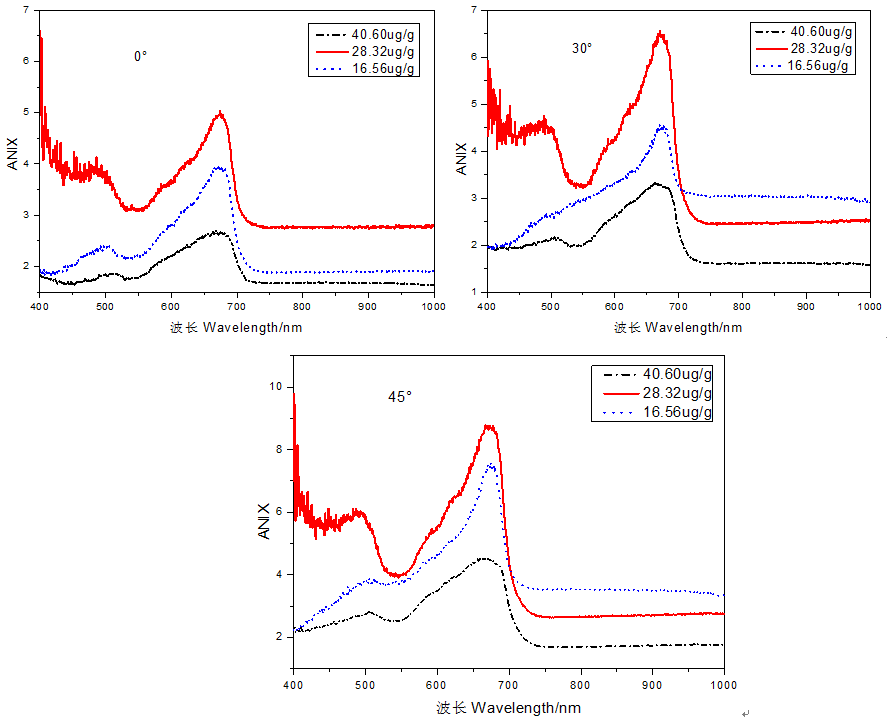 7
6
5
4
3
2
ANIX
0°
40.60ug/g
28.32ug/g
16.56ug/g
400 500 600 700 800 900 1000
波长 Wavelength/nm
7
6
5
4
3
2
1
ANIX
30°
40.60ug/g
28.32ug/g
16.56ug/g
400 500 600 700 800 900 1000
波长 Wavelength/nm
10
8
6
4
2
ANIX
45°
40.60ug/g
28.32ug/g
16.56ug/g
400 500 600 700 800 900 1000
波长 Wavelength/nm